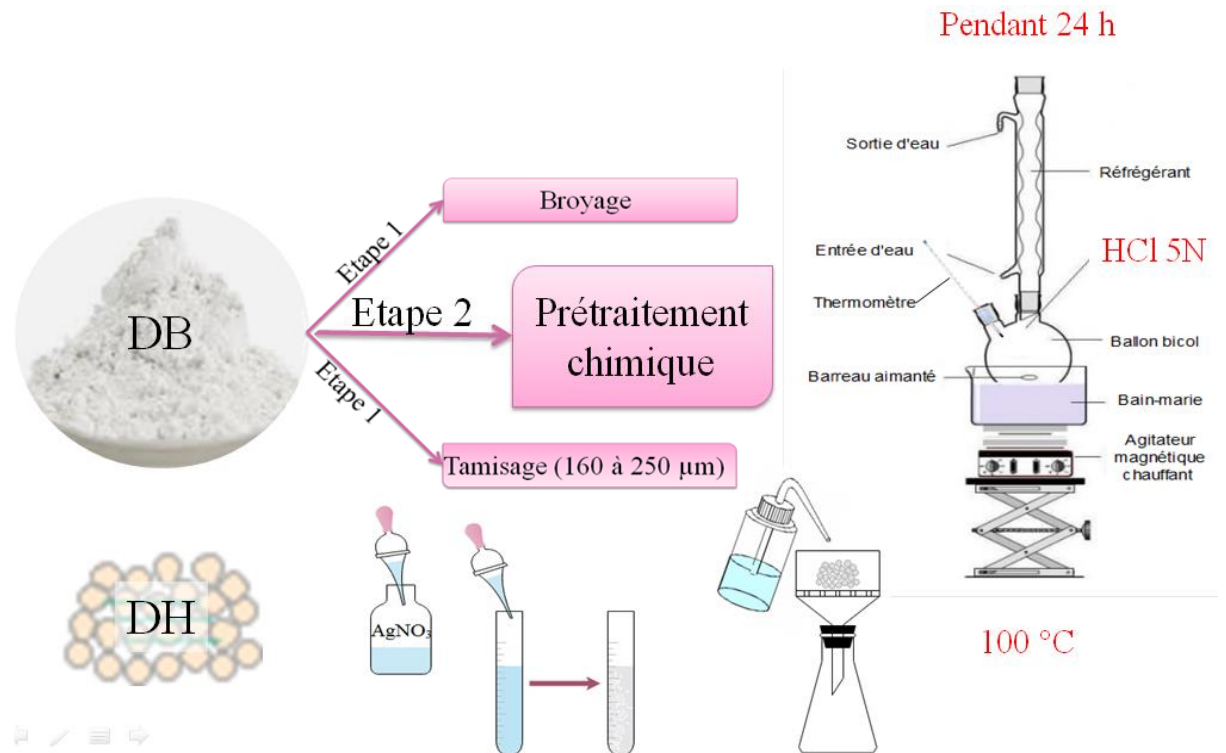 Pendant 24 h
Sortie d'eau
Réfrégérant
Broyage
Etape 1
Entrée d'eau
HCl 5N
Thermomètre
DB
Etape 2
Prétraitement
chimique
Ballon bicol
Barreau aimanté
Bain-marie
Etape 1
Agitateur
magnétique
chauffant
Tamisage (160 à 250 µm)
DH
AgNO₃
100 °C